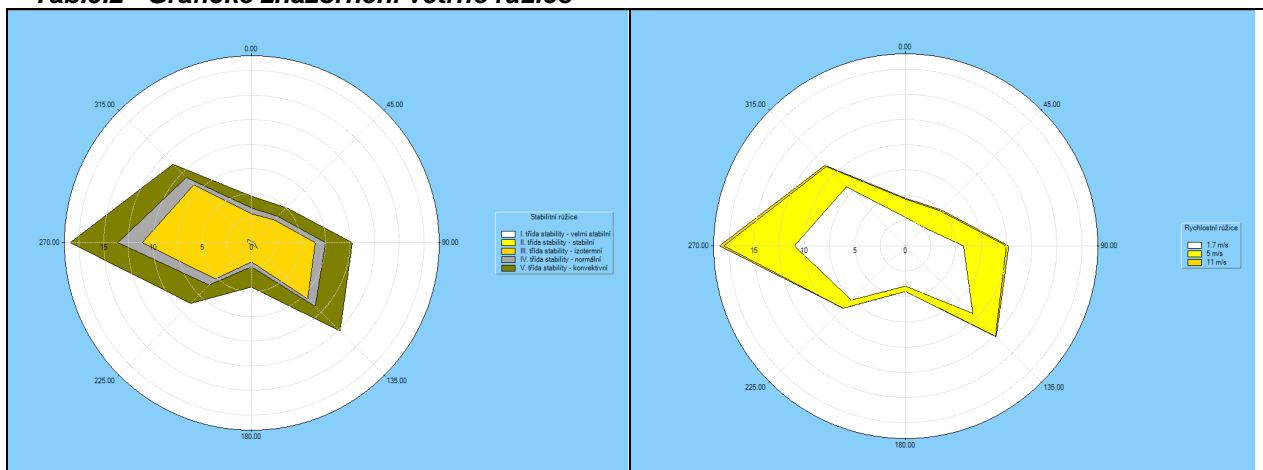 0.00
315.00
45.00
270.00
15
10
5
0
90.00
225.00
135.00
180.00
Stabilitní růžice
I. třída stability - velmi stabilní
II. třída stability - stabilní
III. třída stability - izotermní
IV. třída stability - normální
V. třída stability - konvektivní
0.00
315.00
45.00
270.00
15
10
5
0
90.00
225.00
135.00
180.00
Rychlostní růžice
1.7 m/s
5 m/s
11 m/s